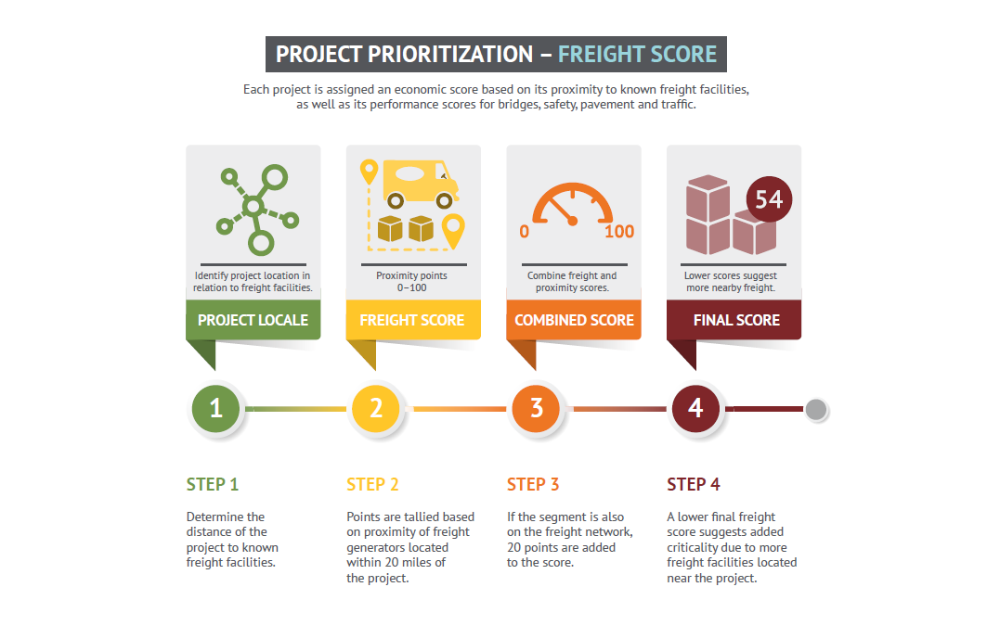 PROJECT PRIORITIZATION – FREIGHT SCORE
Each project is assigned an economic score based on its proximity to known freight facilities,
as well as its performance scores for bridges, safety, pavement and traffic.
Identify project location in
relation to freight facilities.
PROJECT LOCALE
Proximity points
0–100
FREIGHT SCORE
0
100
Combine freight and
proximity scores.
COMBINED SCORE
54
Lower scores suggest
more nearby freight.
FINAL SCORE
1
2
3
4
STEP 1
Determine the
distance of the
project to known
freight facilities.
STEP 2
Points are tallied based
on proximity of freight
generators located
within 20 miles of
the project.
STEP 3
If the segment is also
on the freight network,
20 points are added
to the score.
STEP 4
A lower final freight
score suggests added
criticality due to more
freight facilities located
near the project.